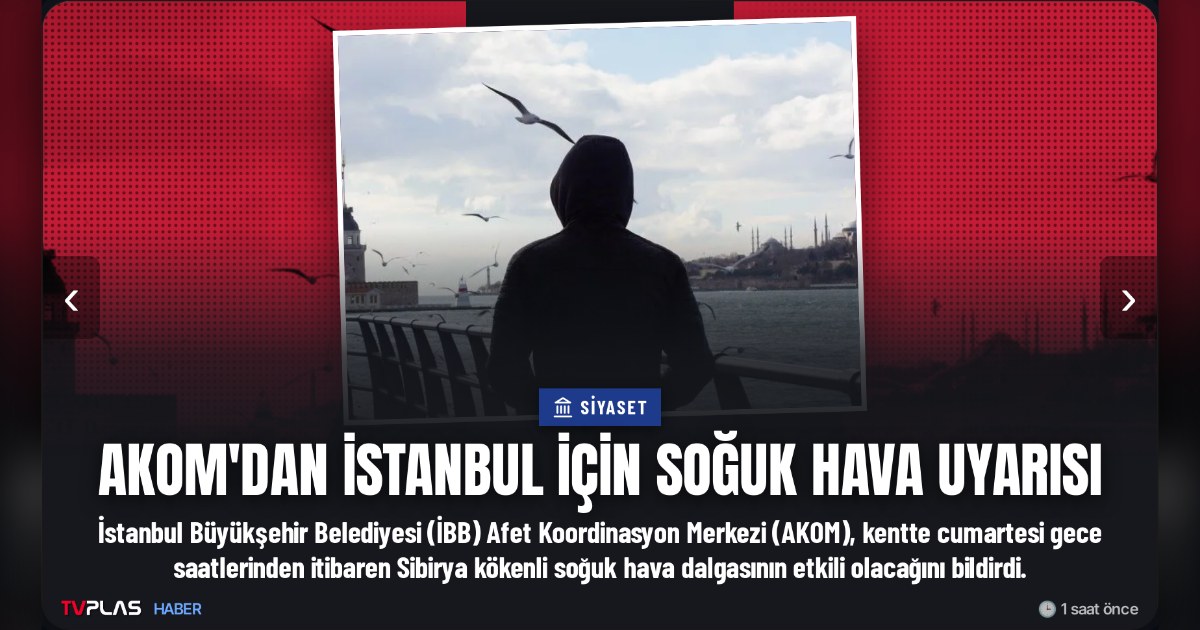 SİYASET
AKOM'DAN İSTANBUL İÇİN SOĞUK HAVA UYARISI
İstanbul Büyükşehir Belediyesi (İBB) Afet Koordinasyon Merkezi (AKOM), kentte cumartesi gece
saatlerinden itibaren Sibirya kökenli soğuk hava dalgasının etkili olacağını bildirdi.
TVPLAS HABER
1 saat önce